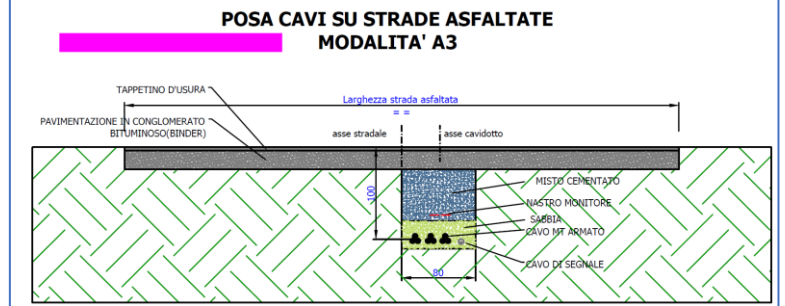 POSA CAVI SU STRADE ASFALTATE
MODALITA' A3
TAPPETINO D'USURA
Larghezza strada asfaltata
= =
PAVIMENTAZIONE IN CONGLOMERATO
BITUMINOSO(BINDER)
asse stradale
asse cavidotto
100
MISTO CEMENTATO
NASTRO MONITORE
SABBIA
CAVO MT ARMATO
CAVO DI SEGNALE
80